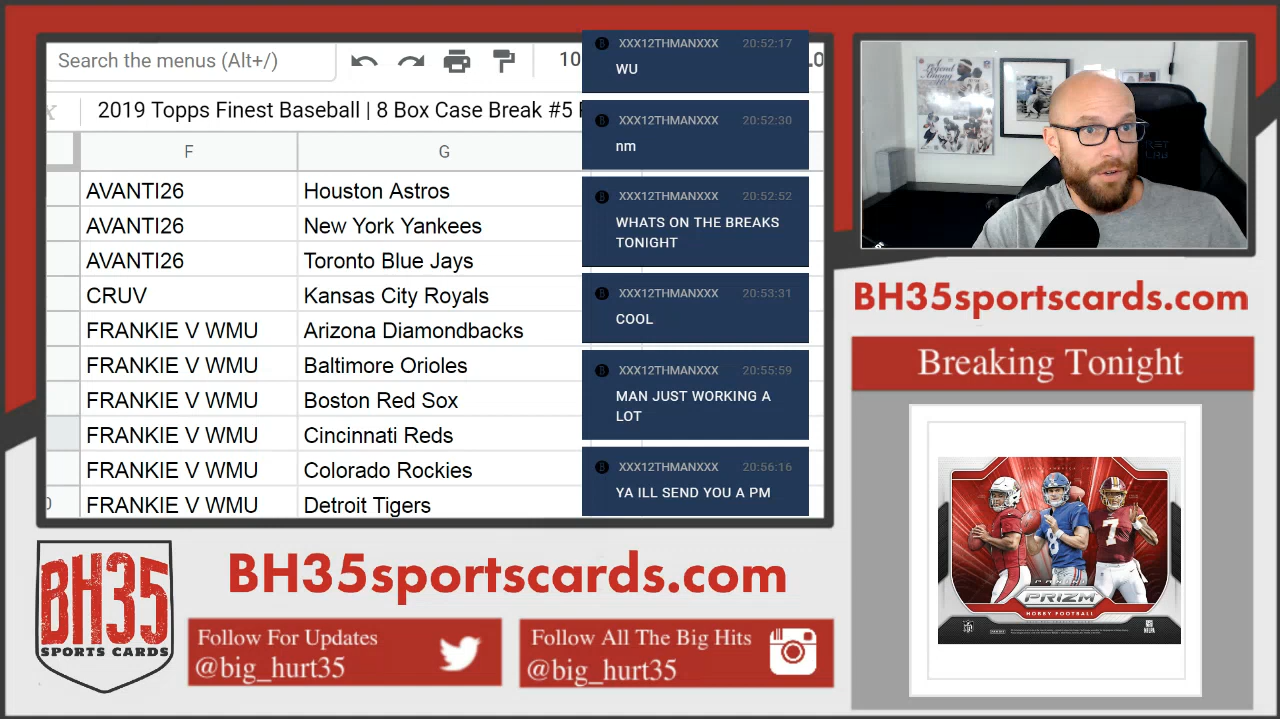 Search the menus (Alt+/)
10
2019 Topps Finest Baseball | 8 Box Case Break #5
F
G
AVANTI26 Houston Astros
AVANTI26 New York Yankees
AVANTI26 Toronto Blue Jays
CRUV Kansas City Royals
FRANKIE V WMU Arizona Diamondbacks
FRANKIE V WMU Baltimore Orioles
FRANKIE V WMU Boston Red Sox
FRANKIE V WMU Cincinnati Reds
FRANKIE V WMU Colorado Rockies
FRANKIE V WMU Detroit Tigers
XXX12THMANXXX 20:52:17
WU
XXX12THMANXXX 20:52:30
nm
XXX12THMANXXX 20:52:52
WHATS ON THE BREAKS
TONIGHT
XXX12THMANXXX 20:53:31
COOL
XXX12THMANXXX 20:55:59
MAN JUST WORKING A
LOT
XXX12THMANXXX 20:56:16
YA ILL SEND YOU A PM
BH35sportscards.com
Breaking Tonight
PANINI
PRIZM
HOBBY FOOTBALL
BH35
SPORTS CARDS
BH35sportscards.com
Follow For Updates
@big_hurt35
Follow All The Big Hits
@big_hurt35